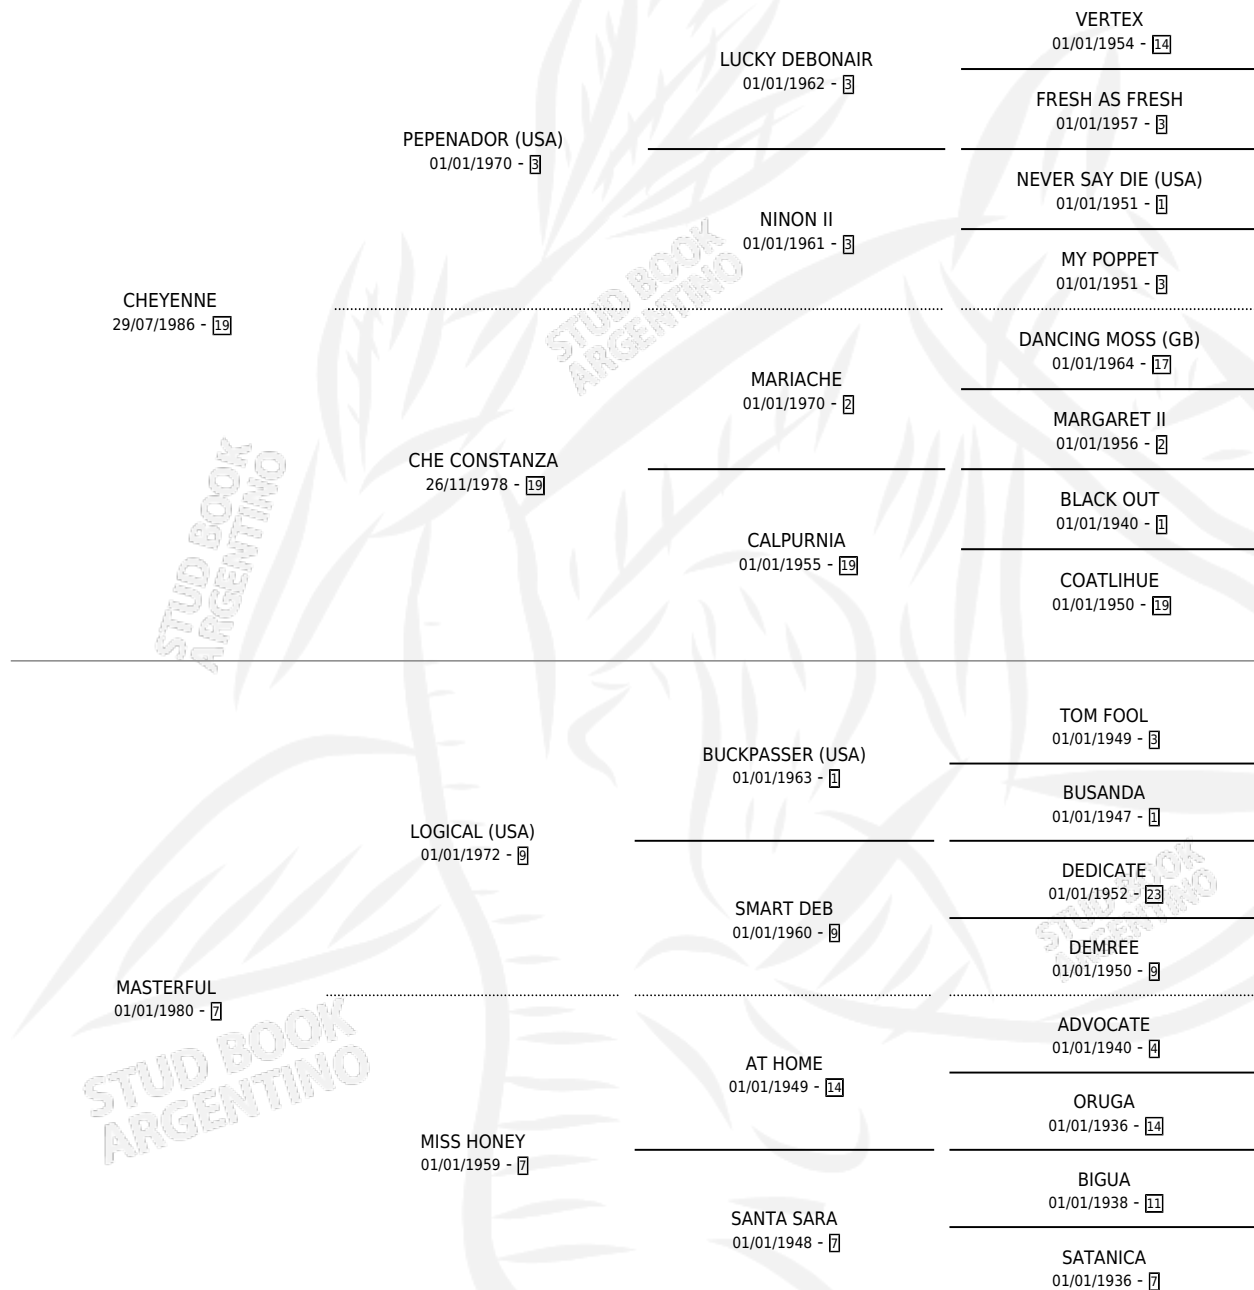 CHEYENNE
29/07/1986 - 19
PEPENADOR (USA)
01/01/1970 - 3
CHE CONSTANZA
26/11/1978 - 19
LUCKY DEBONAIR
01/01/1962 - 3
NINON II
01/01/1961 - 3
MARIACHE
01/01/1970 - 2
CALPURNIA
01/01/1955 - 19
VERTEX
01/01/1954 - 14
FRESH AS FRESH
01/01/1957 - 3
NEVER SAY DIE (USA)
01/01/1951 - 1
MY POPPET
01/01/1951 - 3
DANCING MOSS (GB)
01/01/1964 - 17
MARGARET II
01/01/1956 - 2
BLACK OUT
01/01/1940 - 1
COATLIHUE
01/01/1950 - 19
MASTERFUL
01/01/1980 - 7
LOGICAL (USA)
01/01/1972 - 9
MISS HONEY
01/01/1959 - 7
BUCKPASSER (USA)
01/01/1963 - 1
SMART DEB
01/01/1960 - 9
AT HOME
01/01/1949 - 14
SANTA SARA
01/01/1948 - 7
TOM FOOL
01/01/1949 - 3
BUSANDA
01/01/1947 - 1
DEDICATE
01/01/1952 - 23
DEMREE
01/01/1950 - 9
ADVOCATE
01/01/1940 - 4
ORUGA
01/01/1936 - 14
BIGUA
01/01/1938 - 11
SATANICA
01/01/1936 - 7
STUD BOOK
ARGENTINO
STUD BOOK
ARGENTINO
STUD BOOK
ARGENTINO
STUD BOOK
ARGENTINO